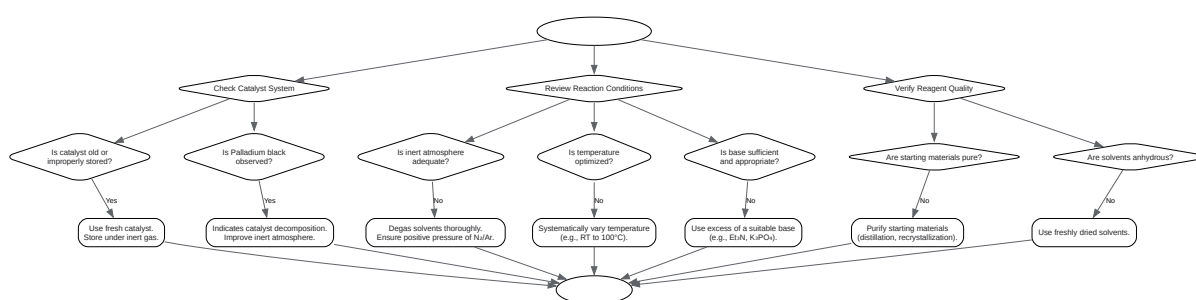 Check Catalyst System
Review Reaction Conditions
Verify Reagent Quality
Is catalyst old or
improperly stored?
Is Palladium black
observed?
Is inert atmosphere
adequate?
Is temperature
optimized?
Is base sufficient
and appropriate?
Are starting materials pure?
Are solvents anhydrous?
Yes
Yes
No
No
No
No
No
Use fresh catalyst.
Store under inert gas.
Indicates catalyst decomposition.
Improve inert atmosphere.
Degas solvents thoroughly.
Ensure positive pressure of N₂/Ar.
Systematically vary temperature
(e.g., RT to 100°C).
Use excess of a suitable base
(e.g., Et₃N, K₃PO₄).
Purify starting materials
(distillation, recrystallization).
Use freshly dried solvents.